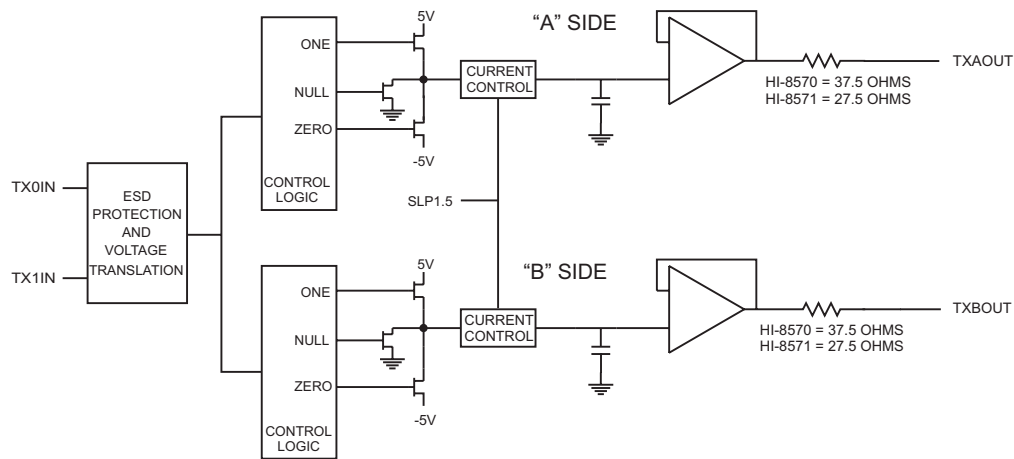 5V
"A" SIDE
ONE
CURRENT
CONTROL
TXAOUT
HI-8570 = 37.5 OHMS
HI-8571 = 27.5 OHMS
NULL
ZERO
-5V
CONTROL
LOGIC
TX0IN
ESD
PROTECTION
AND
VOLTAGE
TRANSLATION
TX1IN
SLP1.5
5V
"B" SIDE
ONE
CURRENT
CONTROL
TXBOUT
HI-8570 = 37.5 OHMS
HI-8571 = 27.5 OHMS
NULL
ZERO
-5V
CONTROL
LOGIC